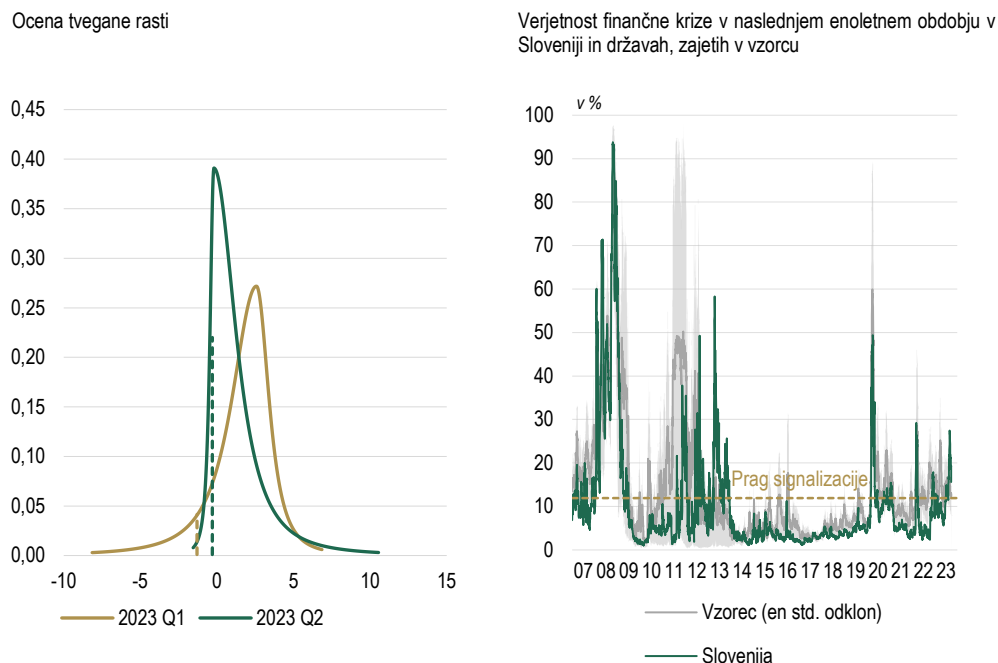 Ocena tvegane rasti
0,45
0,40
0,35
0,30
0,25
0,20
0,15
0,10
0,05
0,00
-10 -5 0 5 10 15
2023 Q1 2023 Q2
Verjetnost finančne krize v naslednjem enoletnem obdobju v
Sloveniji in državah, zajetih v vzorcu
v %
100
90
80
70
60
50
40
30
20
10
0
Prag signalizacije
07 08 09 10 11 12 13 14 15 16 17 18 19 20 21 22 23
Vzorec (en std. odklon)
Slovenija